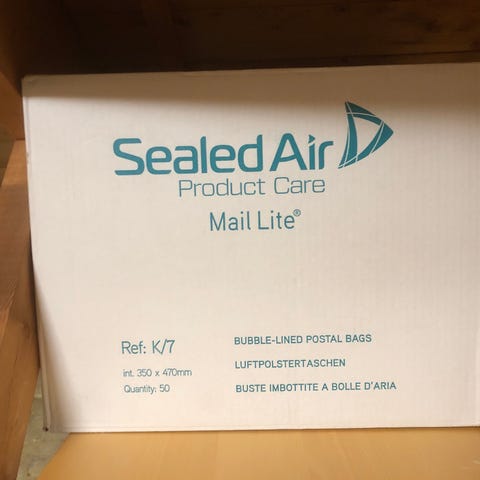 Sealed Air
Product Care
Mail Lite®
Ref: K/7
int. 350 x 470mm
Quantity: 50
BUBBLE-LINED POSTAL BAGS
LUFTPOLSTERTASCHEN
BUSTE IMBOTTITE A BOLLE D'ARIA